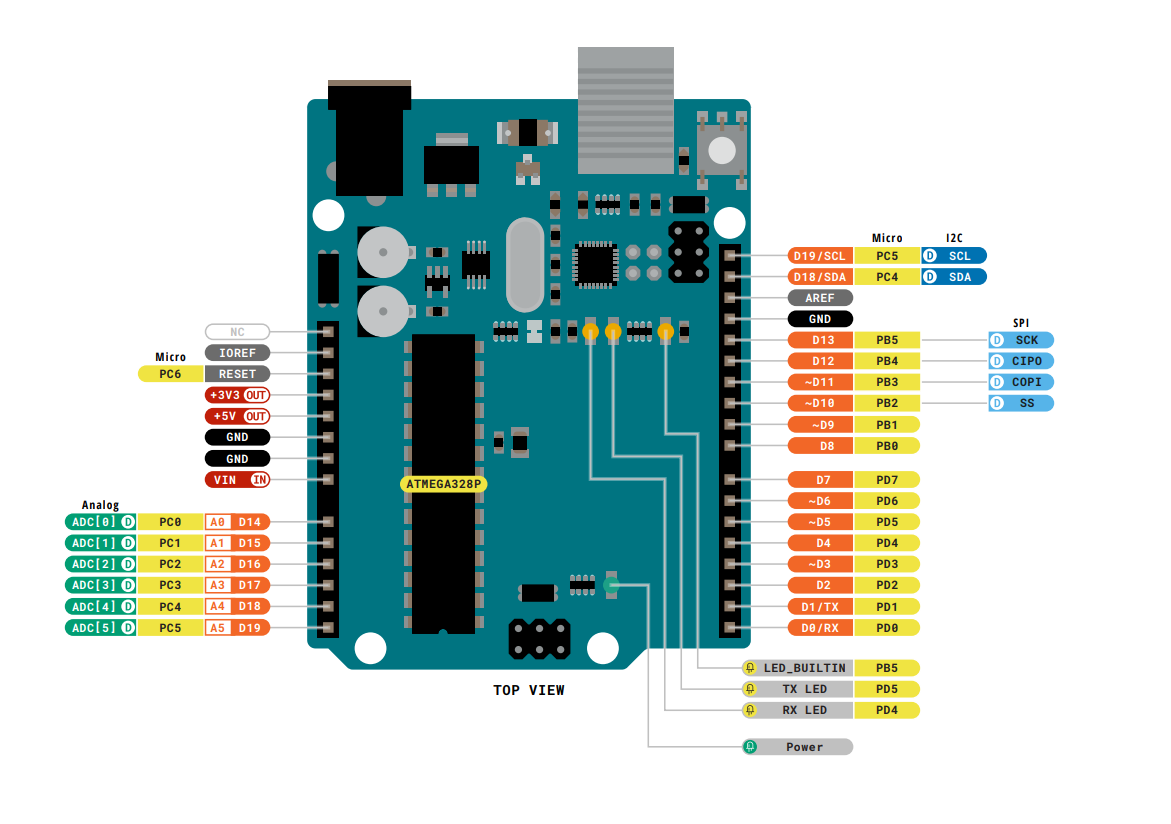 Micro I2C
D19/SCL PC5 D SCL
D18/SDA PC4 D SDA
AREF
GND
SPI
D13 PB5 D SCK
D12 PB4 D CIPO
~D11 PB3 D COPI
~D10 PB2 D SS
~D9 PB1
D8 PB0
D7 PD7
~D6 PD6
~D5 PD5
D4 PD4
~D3 PD3
D2 PD2
D1/TX PD1
D0/RX PD0
NC
IOREF
Micro
PC6 RESET
+3V3 OUT
+5V OUT
GND
GND
VIN IN
Analog
ADC[0] D PC0 A0 D14
ADC[1] D PC1 A1 D15
ADC[2] D PC2 A2 D16
ADC[3] D PC3 A3 D17
ADC[4] D PC4 A4 D18
ADC[5] D PC5 A5 D19
ATMEGA328P
LED_BUILTIN PB5
TX LED PD5
RX LED PD4
Power
TOP VIEW